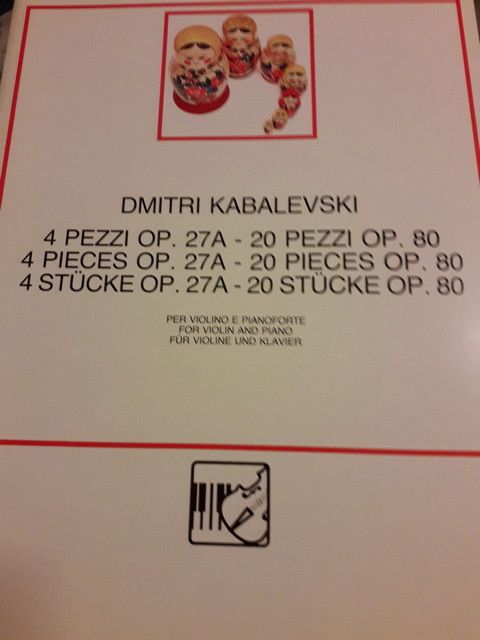 DMITRI KABALEVSKI
4 PEZZI OP. 27A - 20 PEZZI OP. 80
4 PIECES OP. 27A - 20 PIECES OP. 80
4 STÜCKE OP. 27A - 20 STÜCKE OP. 80
PER VIOLINO E PIANOFORTE
FOR VIOLIN AND PIANO
FÜR VIOLINE UND KLAVIER